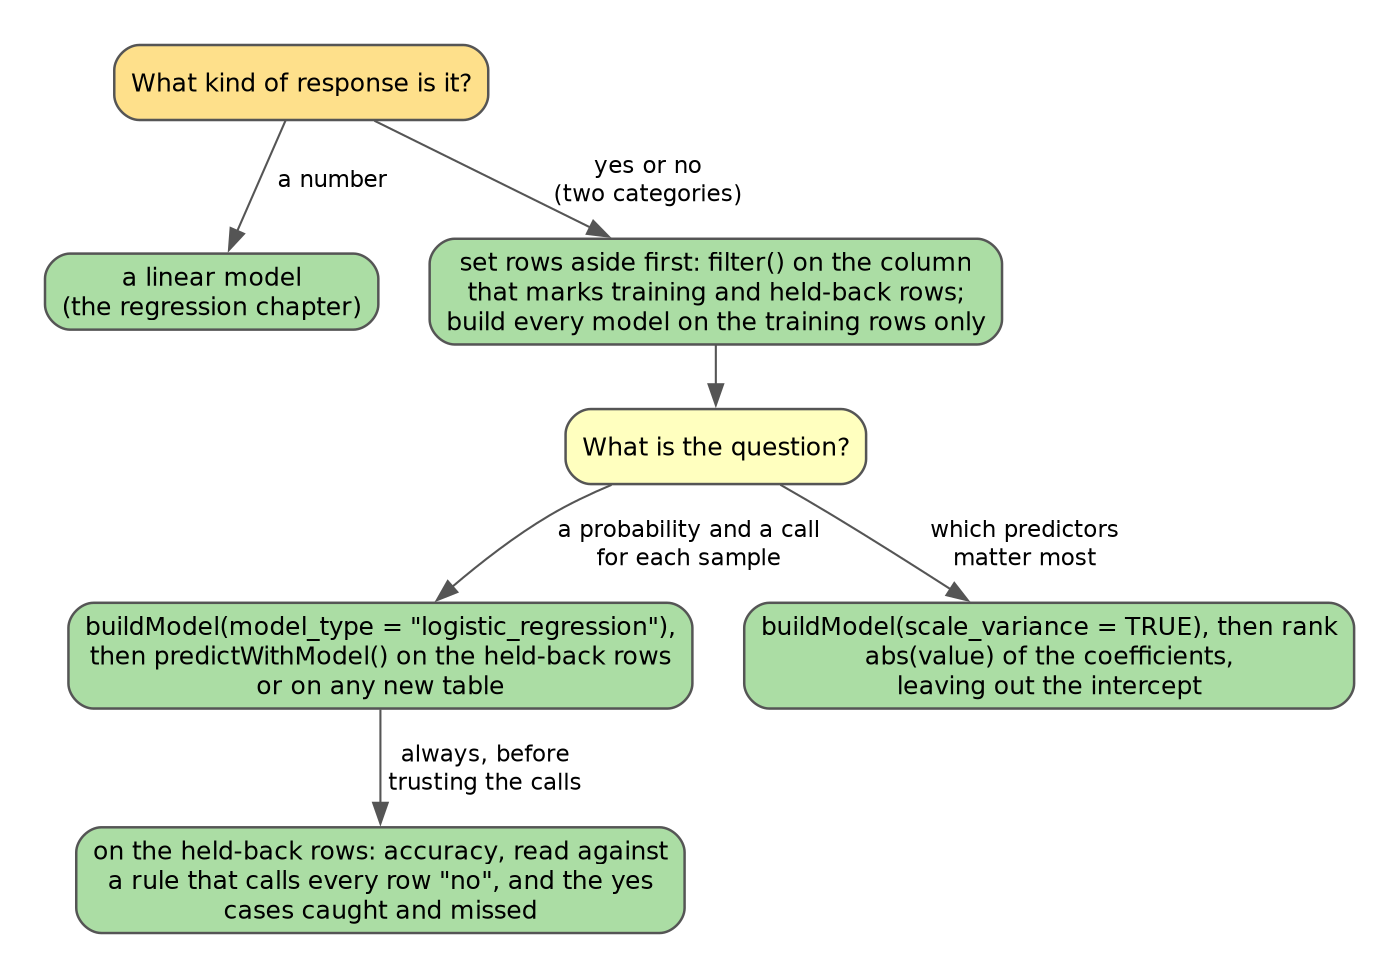 What kind of response is it?
a number
yes or no
(two categories)
a linear model
(the regression chapter)
set rows aside first: filter() on the column
that marks training and held-back rows;
build every model on the training rows only
What is the question?
a probability and a call
for each sample
which predictors
matter most
buildModel(model_type = "logistic_regression"),
then predictWithModel() on the held-back rows
or on any new table
buildModel(scale_variance = TRUE), then rank
abs(value) of the coefficients,
leaving out the intercept
always, before
trusting the calls
on the held-back rows: accuracy, read against
a rule that calls every row "no", and the yes
cases caught and missed